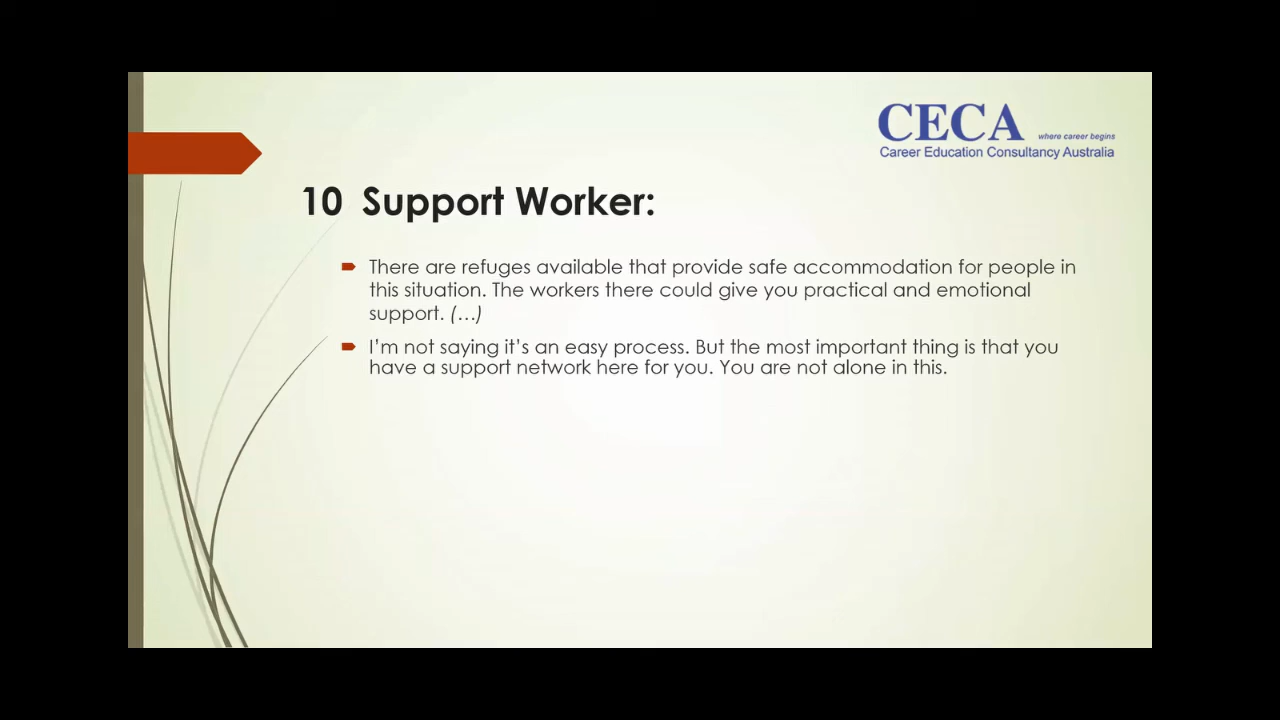 CECA where career begins
Career Education Consultancy Australia
10 Support Worker:
There are refuges available that provide safe accommodation for people in
this situation. The workers there could give you practical and emotional
support. (…)
I’m not saying it’s an easy process. But the most important thing is that you
have a support network here for you. You are not alone in this.